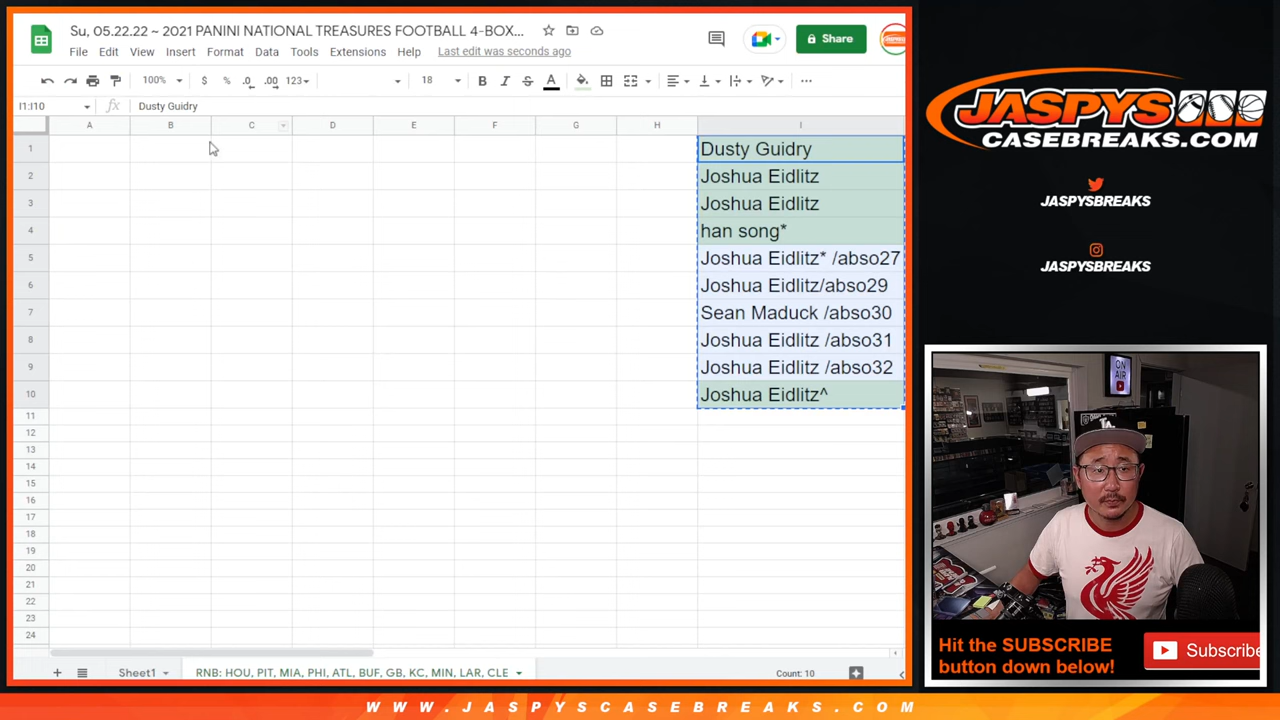 Su, 05.22.22 ~ 2021 PANINI NATIONAL TREASURES FOOTBALL 4-BOX...
File Edit View Insert Format Data Tools Extensions Help Last edit was seconds ago
Share
100% $ % .0 .00 123 18 B I S A
I1:I10 fx Dusty Guidry
A B C D E F G H I
1 Dusty Guidry
2 Joshua Eidlitz
3 Joshua Eidlitz
4 han song*
5 Joshua Eidlitz* /abso27
6 Joshua Eidlitz/abso29
7 Sean Maduck /abso30
8 Joshua Eidlitz /abso31
9 Joshua Eidlitz /abso32
10 Joshua Eidlitz^
11
12
13
14
15
16
17
18
19
20
21
22
23
24
Sheet1 RNB: HOU, PIT, MIA, PHI, ATL, BUF, GB, KC, MIN, LAR, CLE Count: 10
JASPYS
CASEBREAKS.COM
JASPYSBREAKS
JASPYSBREAKS
ON AIR
LA
Hit the SUBSCRIBE
button down below!
Subscribe
WWW.JASPYSCASEBREAKS.COM